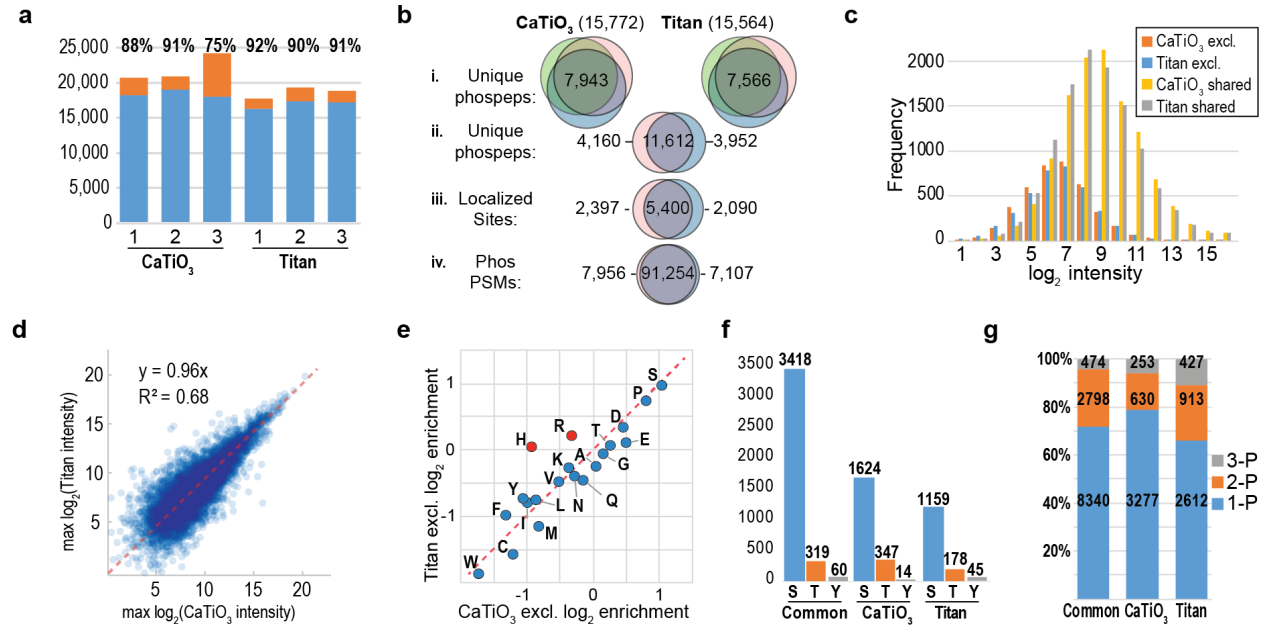 a
25,000
20,000
15,000
10,000
5,000
0
88% 91% 75% 92% 90% 91%
1 2 3 1 2 3
CaTiO3 Titan
b
CaTiO3 (15,772) Titan (15,564)
i. Unique phospeps:
7,943 7,566
ii. Unique phospeps:
4,160 11,612 3,952
iii. Localized Sites:
2,397 5,400 2,090
iv. Phos PSMs:
7,956 91,254 7,107
c
Frequency
2000
1500
1000
500
0
CaTiO3 excl.
Titan excl.
CaTiO3 shared
Titan shared
1 3 5 7 9 11 13 15
log2 intensity
d
max log2(Titan intensity)
20
15
10
5
y = 0.96x
R² = 0.68
5 10 15 20
max log2(CaTiO3 intensity)
e
Titan excl. log2 enrichment
1
0
-1
S
P
D
E
T
R
H
G
A
K
V
Q
N
L
Y
I
F
M
C
W
-1 0 1
CaTiO3 excl. log2 enrichment
f
3500
3000
2500
2000
1500
1000
500
0
3418 319 60
1624 347 14
1159 178 45
S T Y S T Y S T Y
Common CaTiO3 Titan
g
100%
80%
60%
40%
20%
474 253 427
2798 630 913
8340 3277 2612
3-P
2-P
1-P
Common CaTiO3 Titan